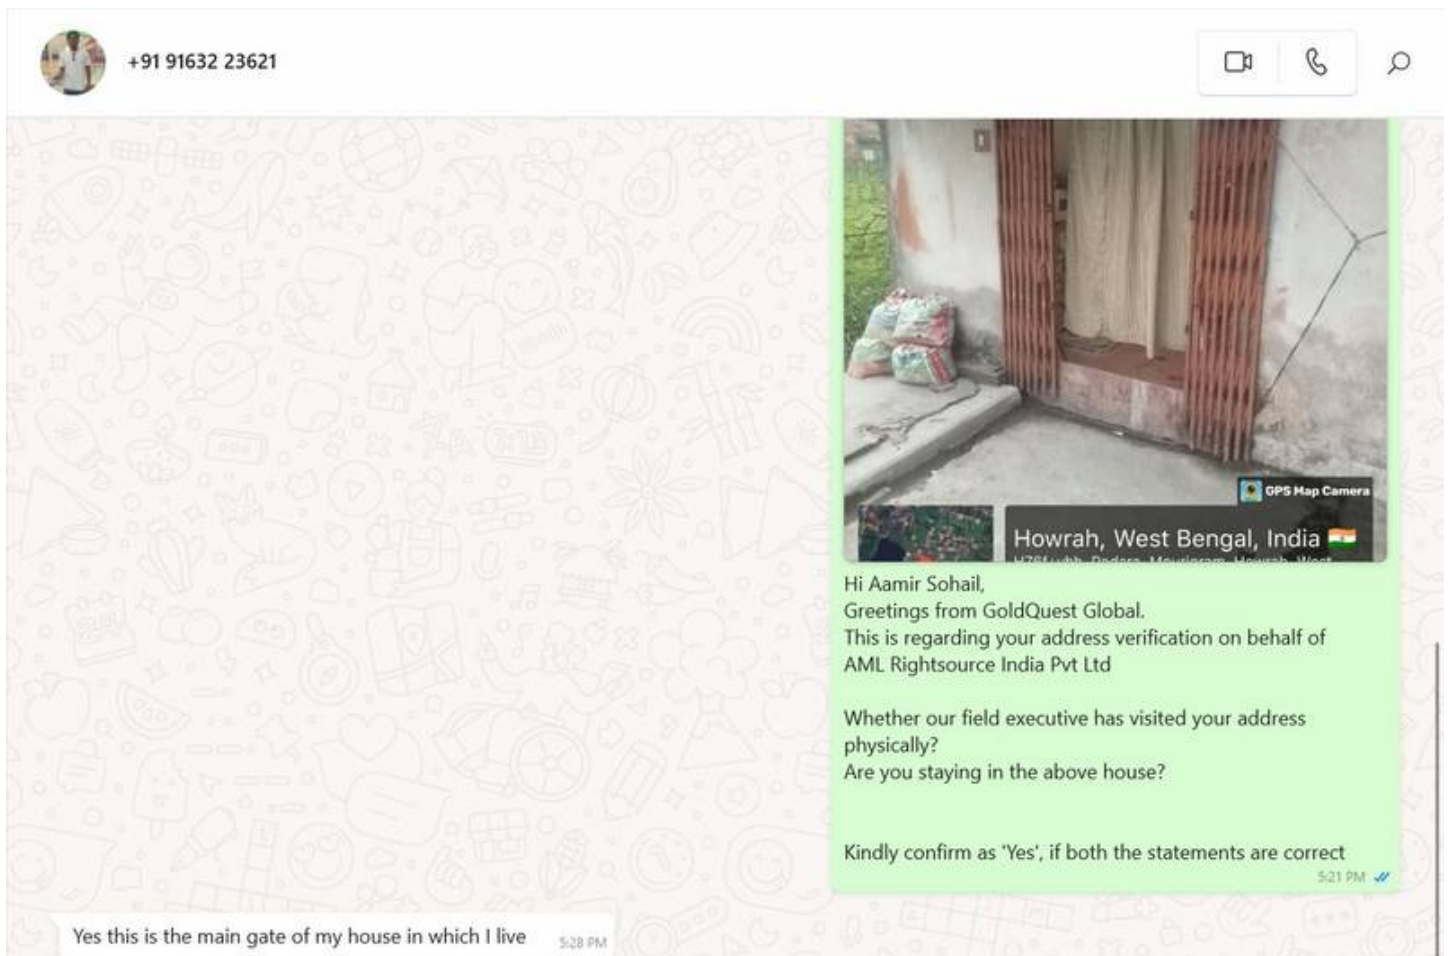 +91 91632 23621
GPS Map Camera
Howrah, West Bengal, India
Howrah, West
Hi Aamir Sohail,
Greetings from GoldQuest Global.
This is regarding your address verification on behalf of
AML Rightsource India Pvt Ltd
Whether our field executive has visited your address
physically?
Are you staying in the above house?
Kindly confirm as 'Yes', if both the statements are correct
5:21 PM
Yes this is the main gate of my house in which I live
5:28 PM